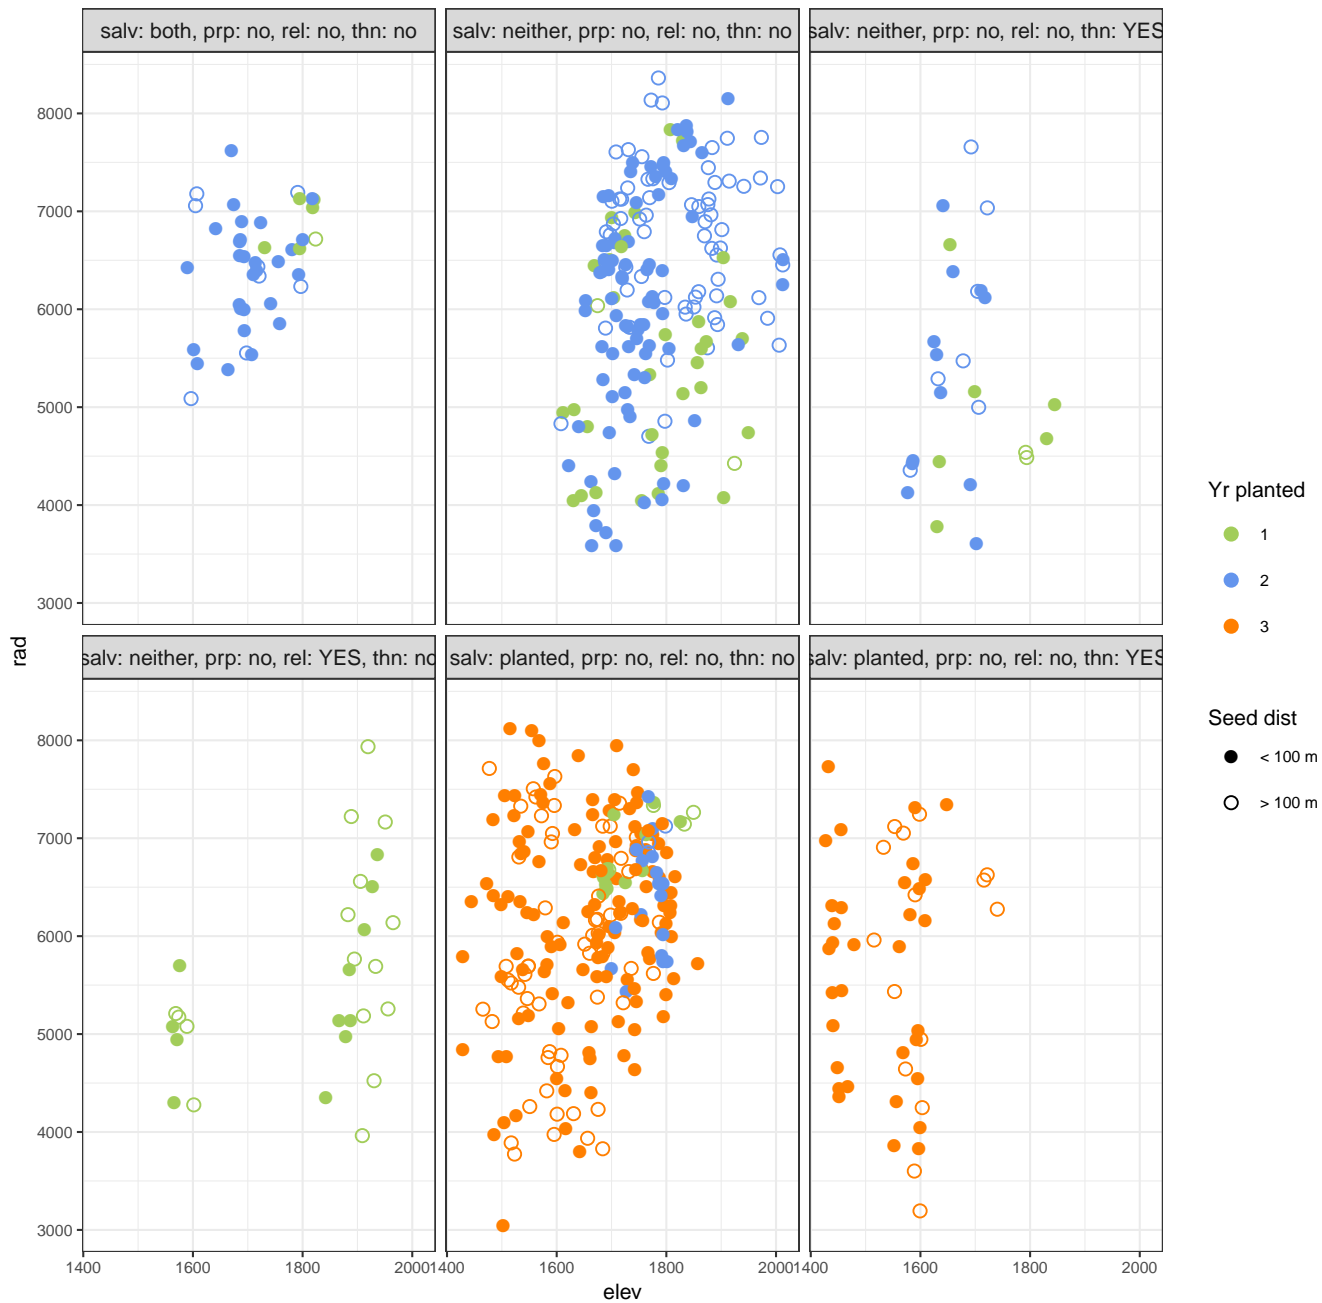 salv: both, prp: no, rel: no, thn: no
salv: neither, prp: no, rel: no, thn: no
salv: neither, prp: no, rel: no, thn: YES
8000
7000
6000
5000
4000
3000
rad
salv: neither, prp: no, rel: YES, thn: no
salv: planted, prp: no, rel: no, thn: no
salv: planted, prp: no, rel: no, thn: YES
8000
7000
6000
5000
4000
3000
1400 1600 1800 2000
1400 1600 1800 2000
1400 1600 1800 2000
elev
Yr planted
1
2
3
Seed dist
< 100 m
> 100 m